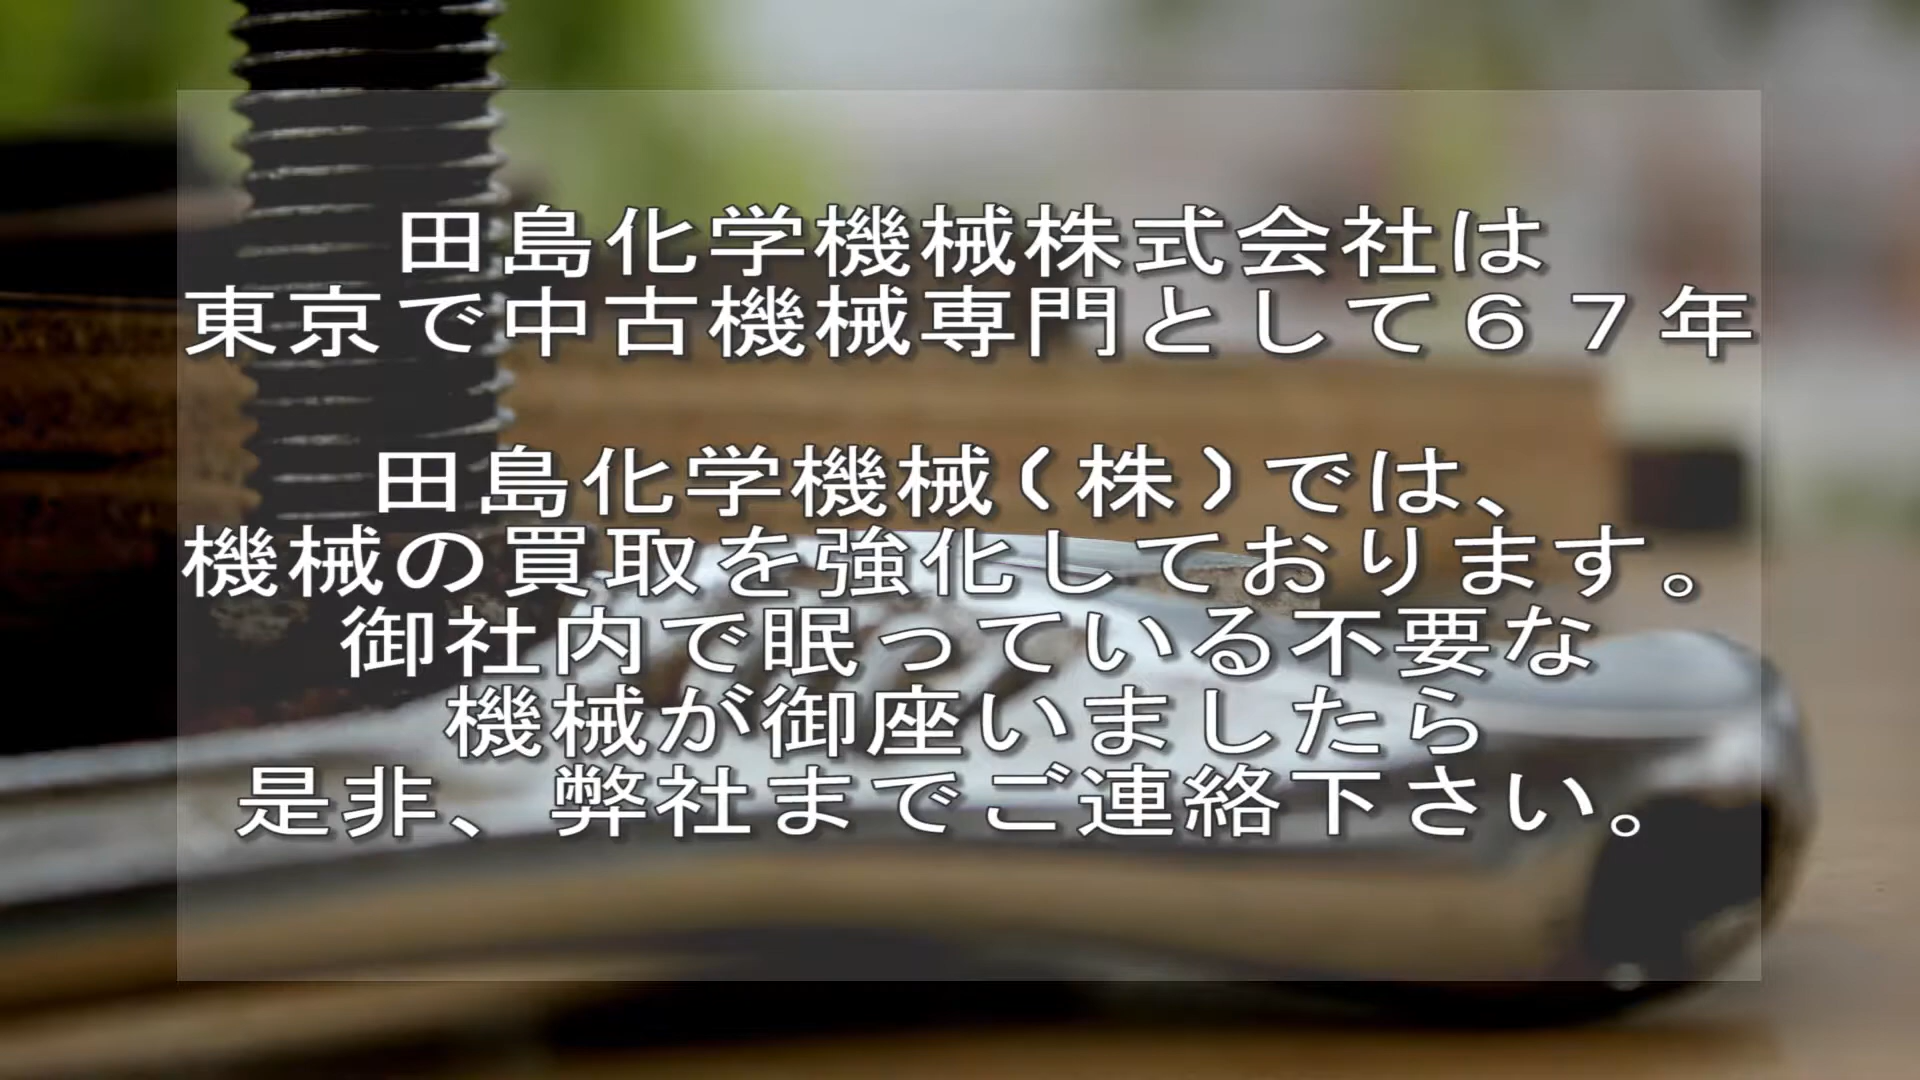 田島化学機械株式会社は
東京で中古機械専門として６７年
田島化学機械(株)では、
機械の買取を強化しております。
御社内で眠っている不要な
機械が御座いましたら
是非、弊社までご連絡下さい。